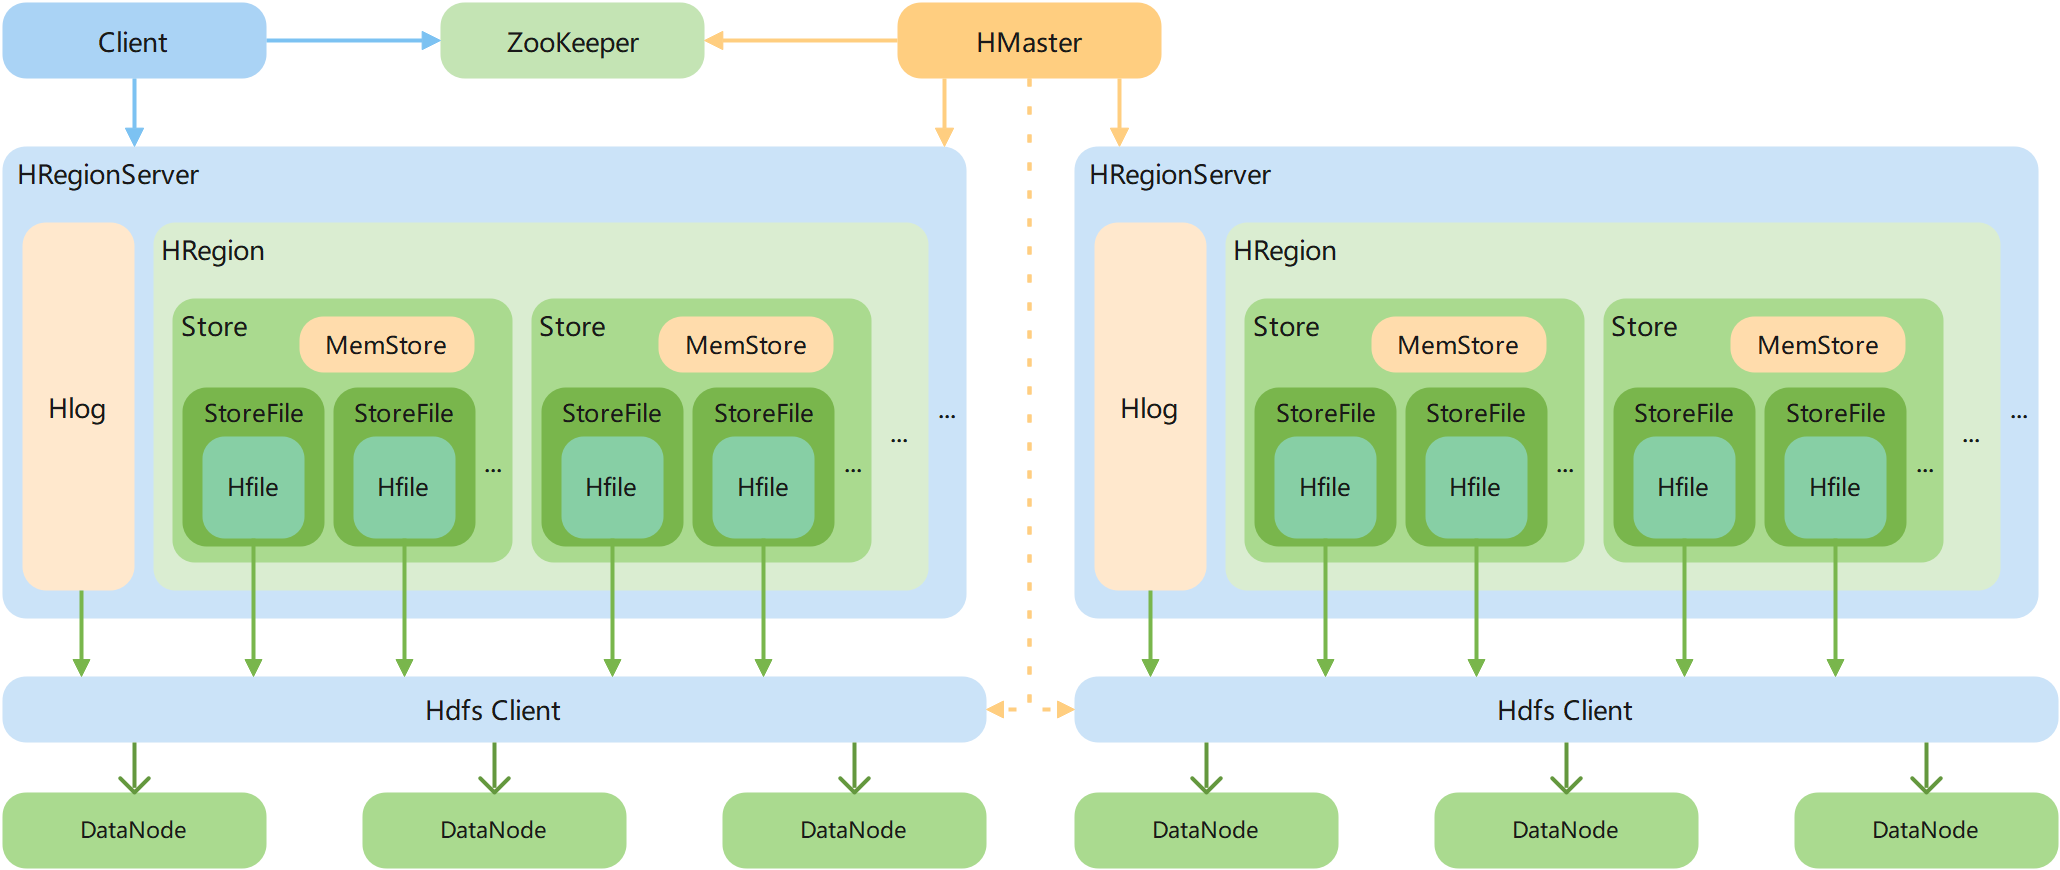 Client
ZooKeeper
HMaster
HRegionServer
Hlog
HRegion
Store
MemStore
StoreFile
Hfile
StoreFile
Hfile
...
Store
MemStore
StoreFile
Hfile
StoreFile
Hfile
...
...
...
HRegionServer
Hlog
HRegion
Store
MemStore
StoreFile
Hfile
StoreFile
Hfile
...
Store
MemStore
StoreFile
Hfile
StoreFile
Hfile
...
...
...
Hdfs Client
Hdfs Client
DataNode
DataNode
DataNode
DataNode
DataNode
DataNode